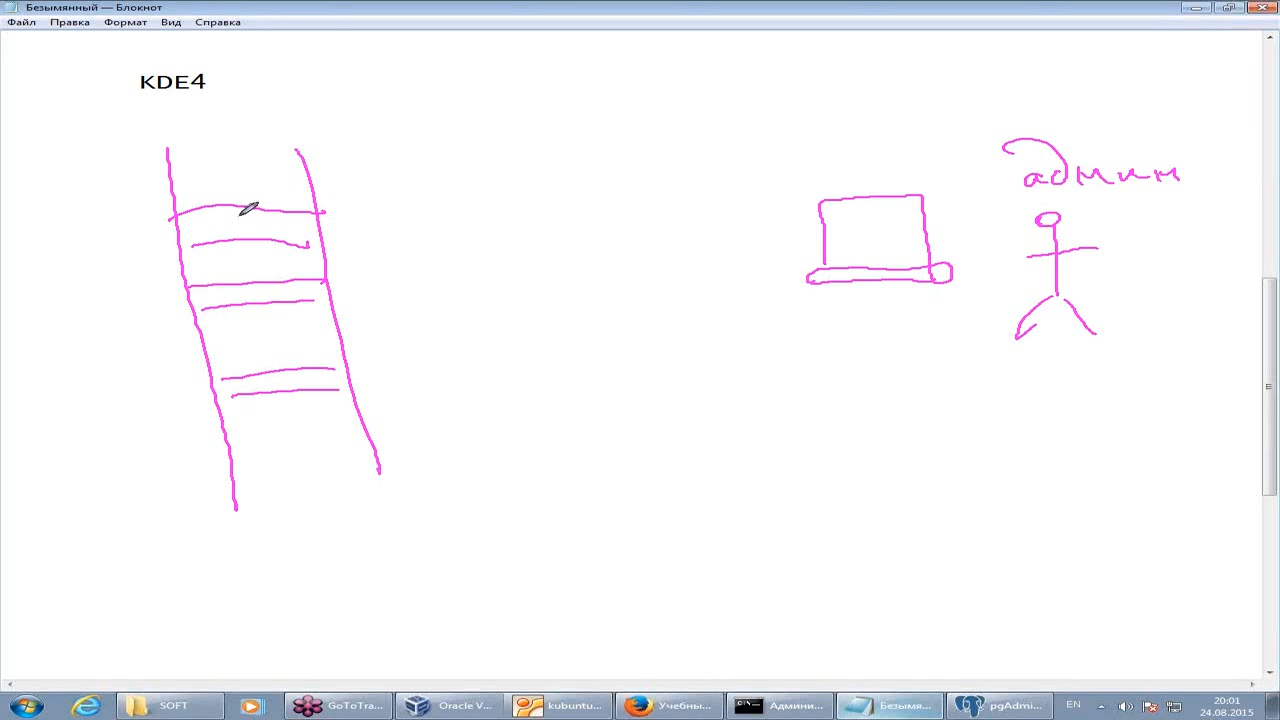 Безымянный — Блокнот
Файл Правка Формат Вид Справка
KDE4
админ
SOFT
GoToTra...
Oracle V...
kubuntu...
Учебны...
Админи...
Безымя...
pgAdmi...
EN
20:01
24.08.2015